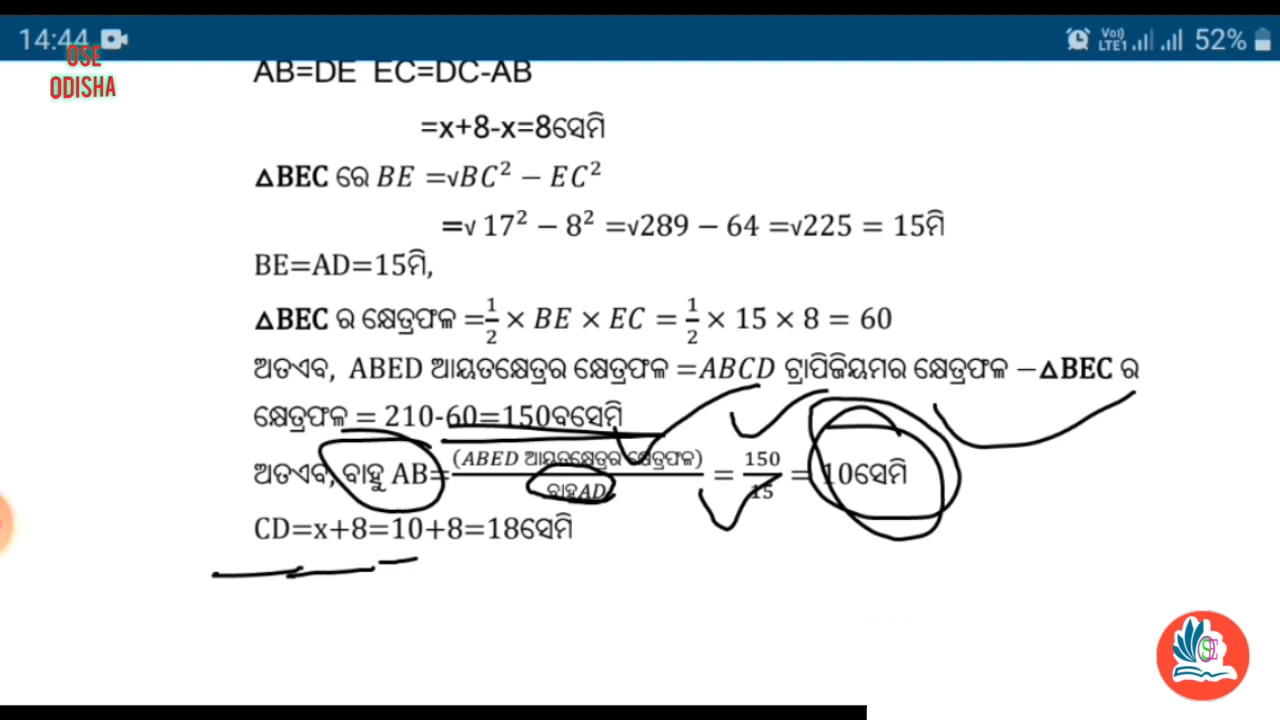 14:44
VoI) LTE1 52%
OSE
ODISHA
AB=DE EC=DC-AB
=x+8-x=8ସେମି
△BEC ରେ BE =√BC² − EC²
=√ 17² − 8² =√289 − 64 =√225 = 15ମି
BE=AD=15ମି,
△BEC ର କ୍ଷେତ୍ରଫଳ =1/2 × BE × EC = 1/2 × 15 × 8 = 60
ଅତଏବ, ABED ଆୟତକ୍ଷେତ୍ରର କ୍ଷେତ୍ରଫଳ =ABCD ଟ୍ରାପିଜିୟମର କ୍ଷେତ୍ରଫଳ −△BEC ର
କ୍ଷେତ୍ରଫଳ = 210-60=150ବସେମି
ଅତଏବ, ବାହୁ AB=(ABED ଆୟତକ୍ଷେତ୍ରର କ୍ଷେତ୍ରଫଳ)/ବାହୁAD = 150/15 = 10ସେମି
CD=x+8=10+8=18ସେମି
OSE